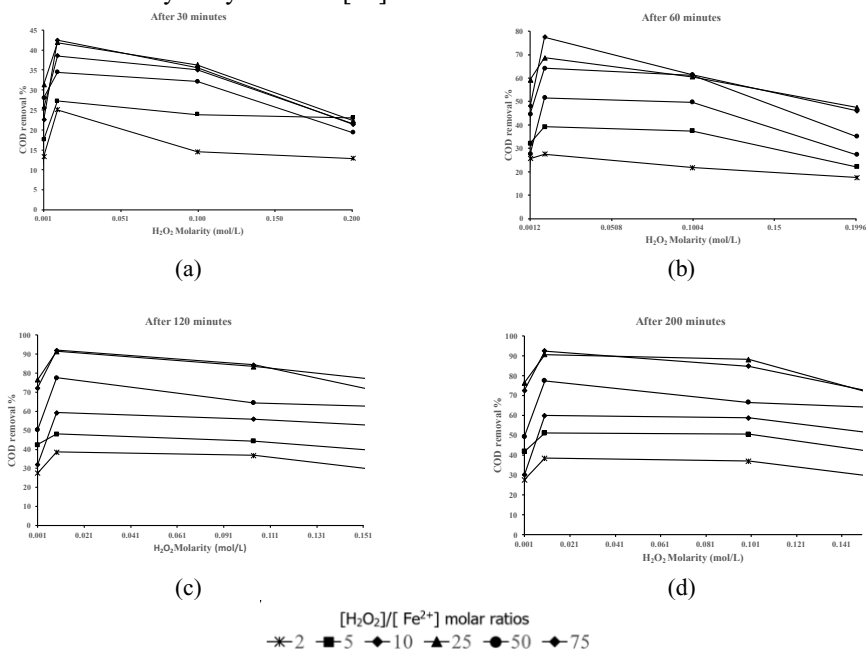 After 30 minutes
COD removal %
45
40
35
30
25
20
15
10
5
0
0.001 0.051 0.100 0.150 0.200
H₂O₂ Molarity (mol/L)
(a)
After 60 minutes
COD removal %
80
70
60
50
40
30
20
10
0
0.0012 0.0508 0.1004 0.15 0.1996
H₂O₂ Molarity (mol/L)
(b)
After 120 minutes
COD removal %
100
90
80
70
60
50
40
30
20
10
0
0.001 0.021 0.041 0.061 0.081 0.091 0.111 0.131 0.151
H₂O₂Molarity (mol/L)
(c)
After 200 minutes
COD removal %
100
90
80
70
60
50
40
30
20
10
0
0.001 0.021 0.041 0.061 0.081 0.101 0.121 0.141
H₂O₂ Molarity (mol/L)
(d)
[H₂O₂]/[ Fe²⁺] molar ratios
2 5 10 25 50 75